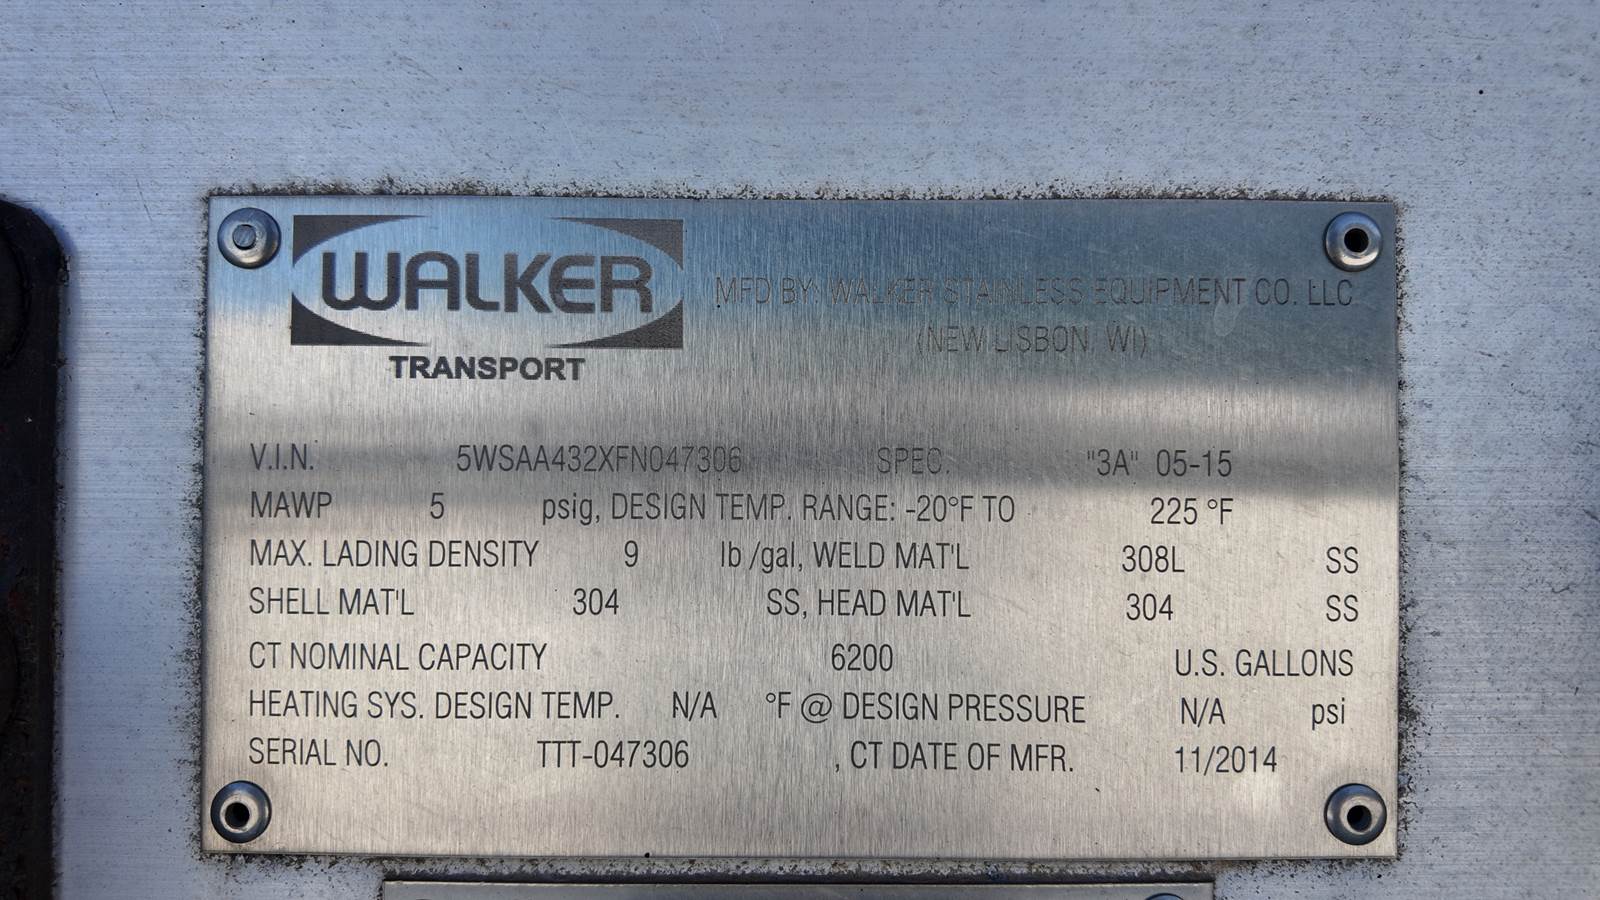 WALKER
TRANSPORT
MFD BY: WALKER STAINLESS EQUIPMENT CO. LLC
(NEW LISBON, WI)
V.I.N. 5WSAA432XFN047306 SPEC. "3A" 05-15
MAWP 5 psig, DESIGN TEMP. RANGE: -20°F TO 225 °F
MAX. LADING DENSITY 9 lb /gal, WELD MAT'L 308L SS
SHELL MAT'L 304 SS, HEAD MAT'L 304 SS
CT NOMINAL CAPACITY 6200 U.S. GALLONS
HEATING SYS. DESIGN TEMP. N/A °F @ DESIGN PRESSURE N/A psi
SERIAL NO. TTT-047306 , CT DATE OF MFR. 11/2014